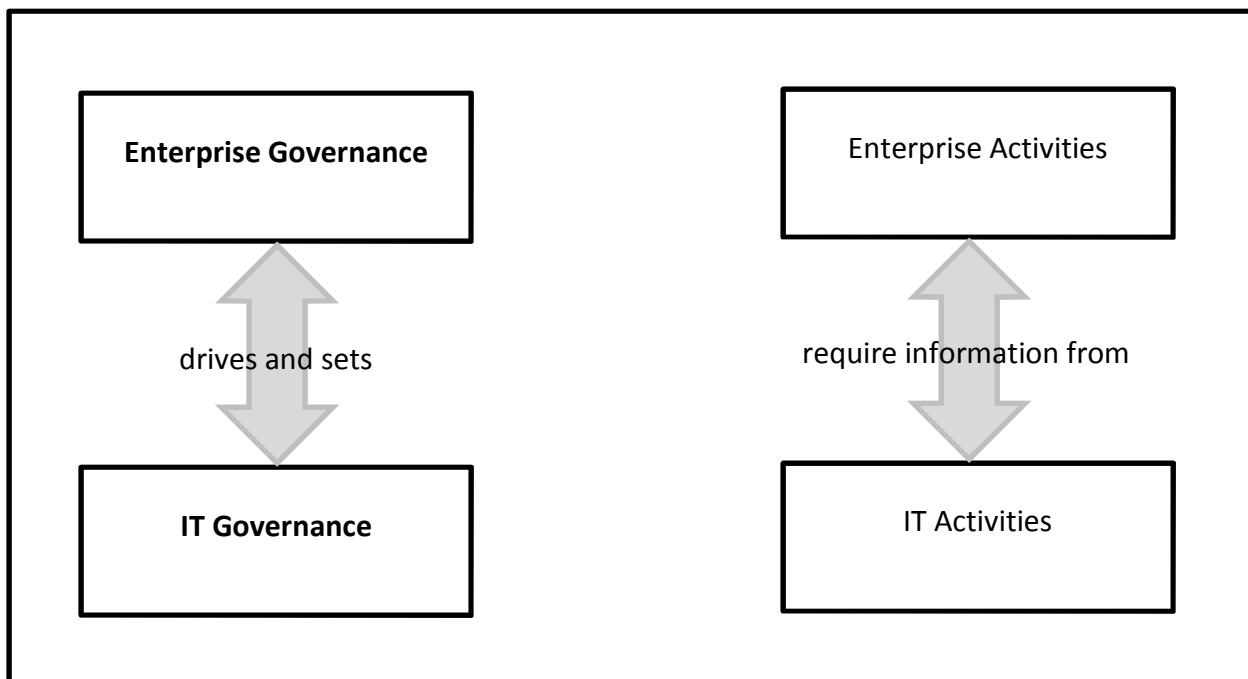 Enterprise Governance
Enterprise Activities
drives and sets
require information from
IT Governance
IT Activities